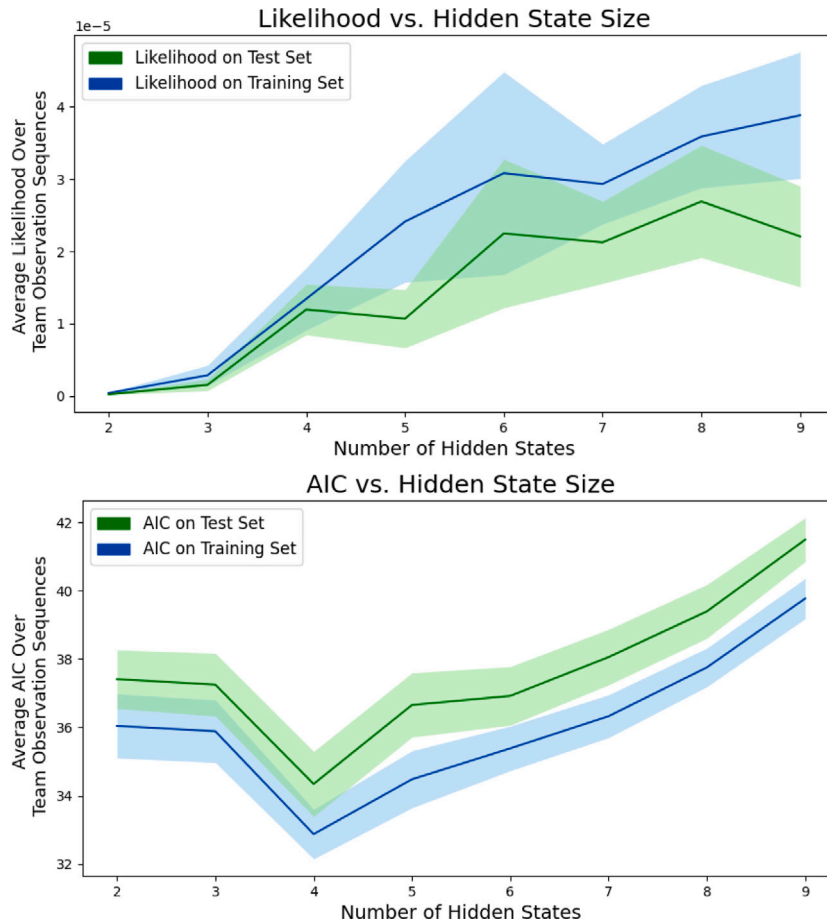 Likelihood vs. Hidden State Size
1e−5
Likelihood on Test Set
Likelihood on Training Set
Average Likelihood Over
Team Observation Sequences
4
3
2
1
0
2 3 4 5 6 7 8 9
Number of Hidden States
AIC vs. Hidden State Size
AIC on Test Set
AIC on Training Set
Average AIC Over
Team Observation Sequences
42
40
38
36
34
32
2 3 4 5 6 7 8 9
Number of Hidden States